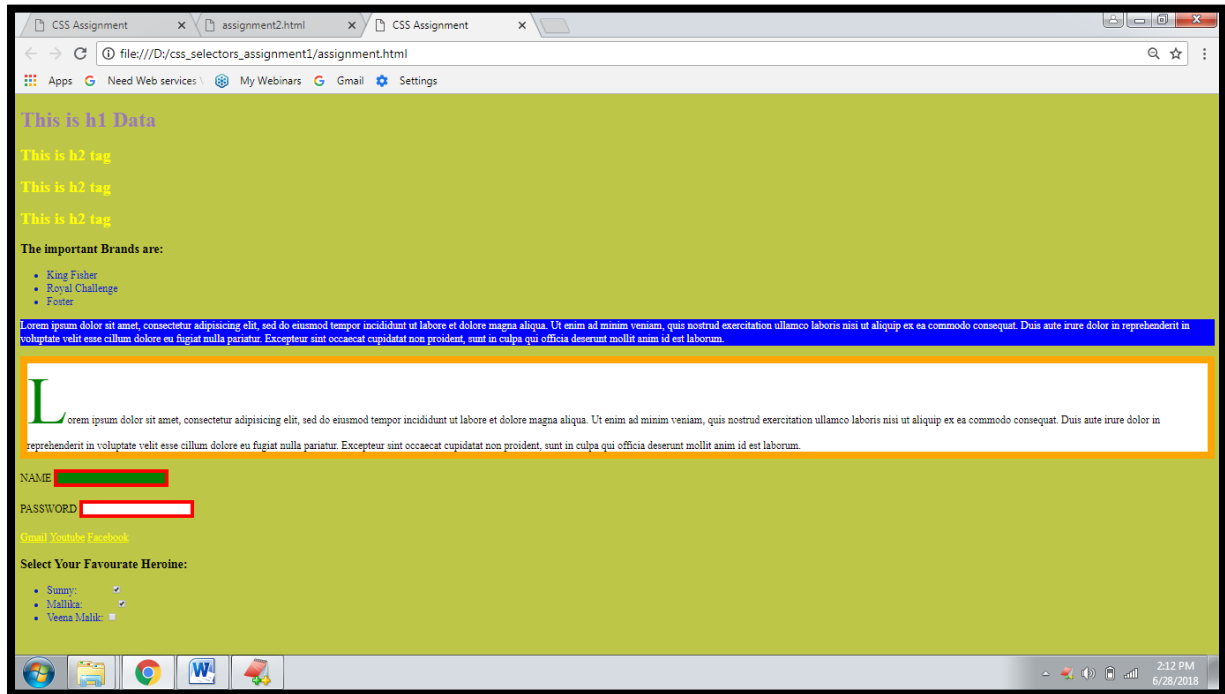 CSS Assignment
assignment2.html
CSS Assignment
file:///D:/css_selectors_assignment1/assignment.html
Apps
Need Web services
My Webinars
Gmail
Settings
This is h1 Data
This is h2 tag
This is h2 tag
This is h2 tag
The important Brands are:
King Fisher
Royal Challenge
Foster
Lorem ipsum dolor sit amet, consectetur adipisicing elit, sed do eiusmod tempor incididunt ut labore et dolore magna aliqua. Ut enim ad minim veniam, quis nostrud exercitation ullamco laboris nisi ut aliquip ex ea commodo consequat. Duis aute irure dolor in reprehenderit in
voluptate velit esse cillum dolore eu fugiat nulla pariatur. Excepteur sint occaecat cupidatat non proident, sunt in culpa qui officia deserunt mollit anim id est laborum.
Lorem ipsum dolor sit amet, consectetur adipisicing elit, sed do eiusmod tempor incididunt ut labore et dolore magna aliqua. Ut enim ad minim veniam, quis nostrud exercitation ullamco laboris nisi ut aliquip ex ea commodo consequat. Duis aute irure dolor in
reprehenderit in voluptate velit esse cillum dolore eu fugiat nulla pariatur. Excepteur sint occaecat cupidatat non proident, sunt in culpa qui officia deserunt mollit anim id est laborum.
NAME
PASSWORD
Gmail Youtube Facebook
Select Your Favourate Heroine:
Sunny:
Mallika:
Veena Malik:
2:12 PM
6/28/2018